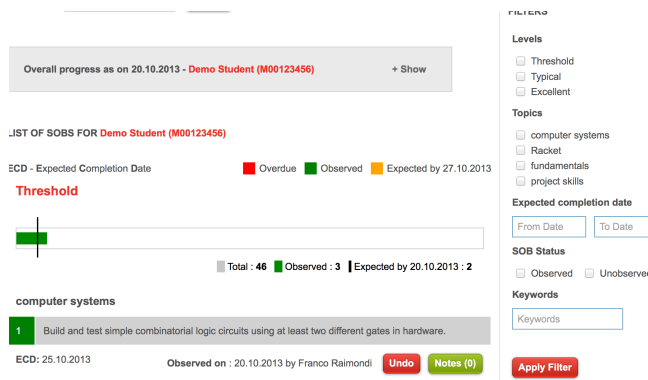 Overall progress as on 20.10.2013 - Demo Student (M00123456)
+ Show
LIST OF SOBS FOR Demo Student (M00123456)
ECD - Expected Completion Date
Overdue
Observed
Expected by 27.10.2013
Threshold
Total : 46
Observed : 3
Expected by 20.10.2013 : 2
computer systems
1
Build and test simple combinatorial logic circuits using at least two different gates in hardware.
ECD: 25.10.2013
Observed on : 20.10.2013 by Franco Raimondi
Undo
Notes (0)
FILTERS
Levels
Threshold
Typical
Excellent
Topics
computer systems
Racket
fundamentals
project skills
Expected completion date
From Date
To Date
SOB Status
Observed
Unobserved
Keywords
Keywords
Apply Filter